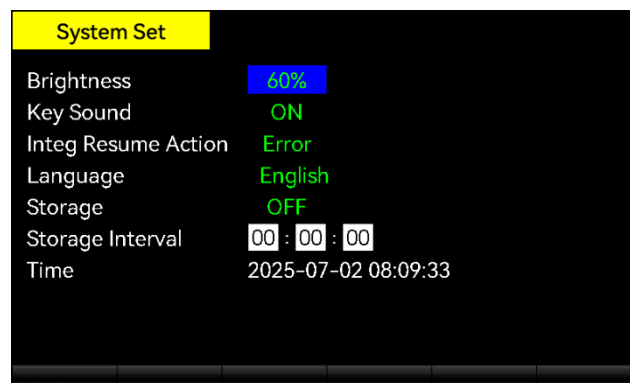 System Set
Brightness 60%
Key Sound ON
Integ Resume Action Error
Language English
Storage OFF
Storage Interval 00 : 00 : 00
Time 2025-07-02 08:09:33